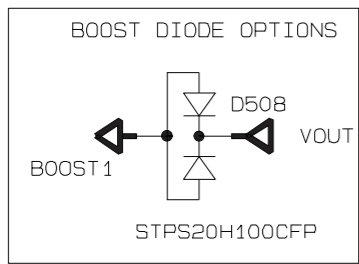 BOOST DIODE OPTIONS
D508
VOUT
BOOST1
STPS20H100CFP